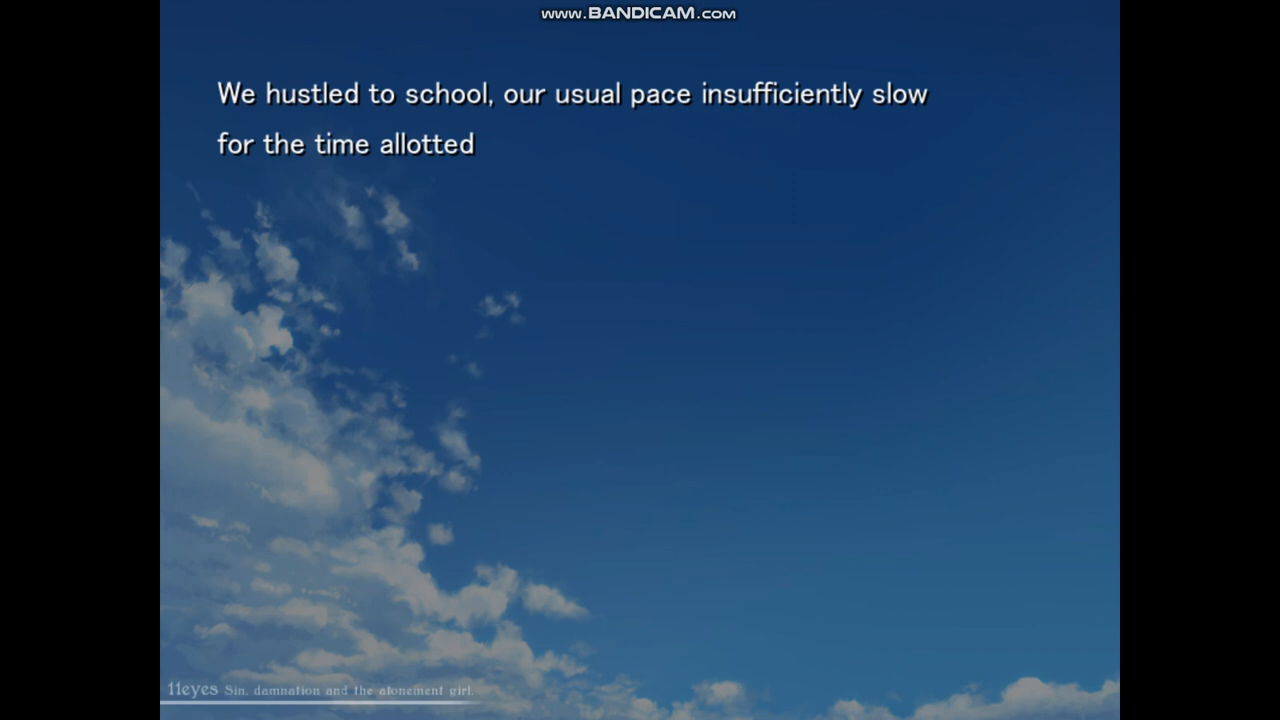 www.BANDICAM.com
We hustled to school, our usual pace insufficiently slow
for the time allotted
11eyes Sin, damnation and the atonement girl.